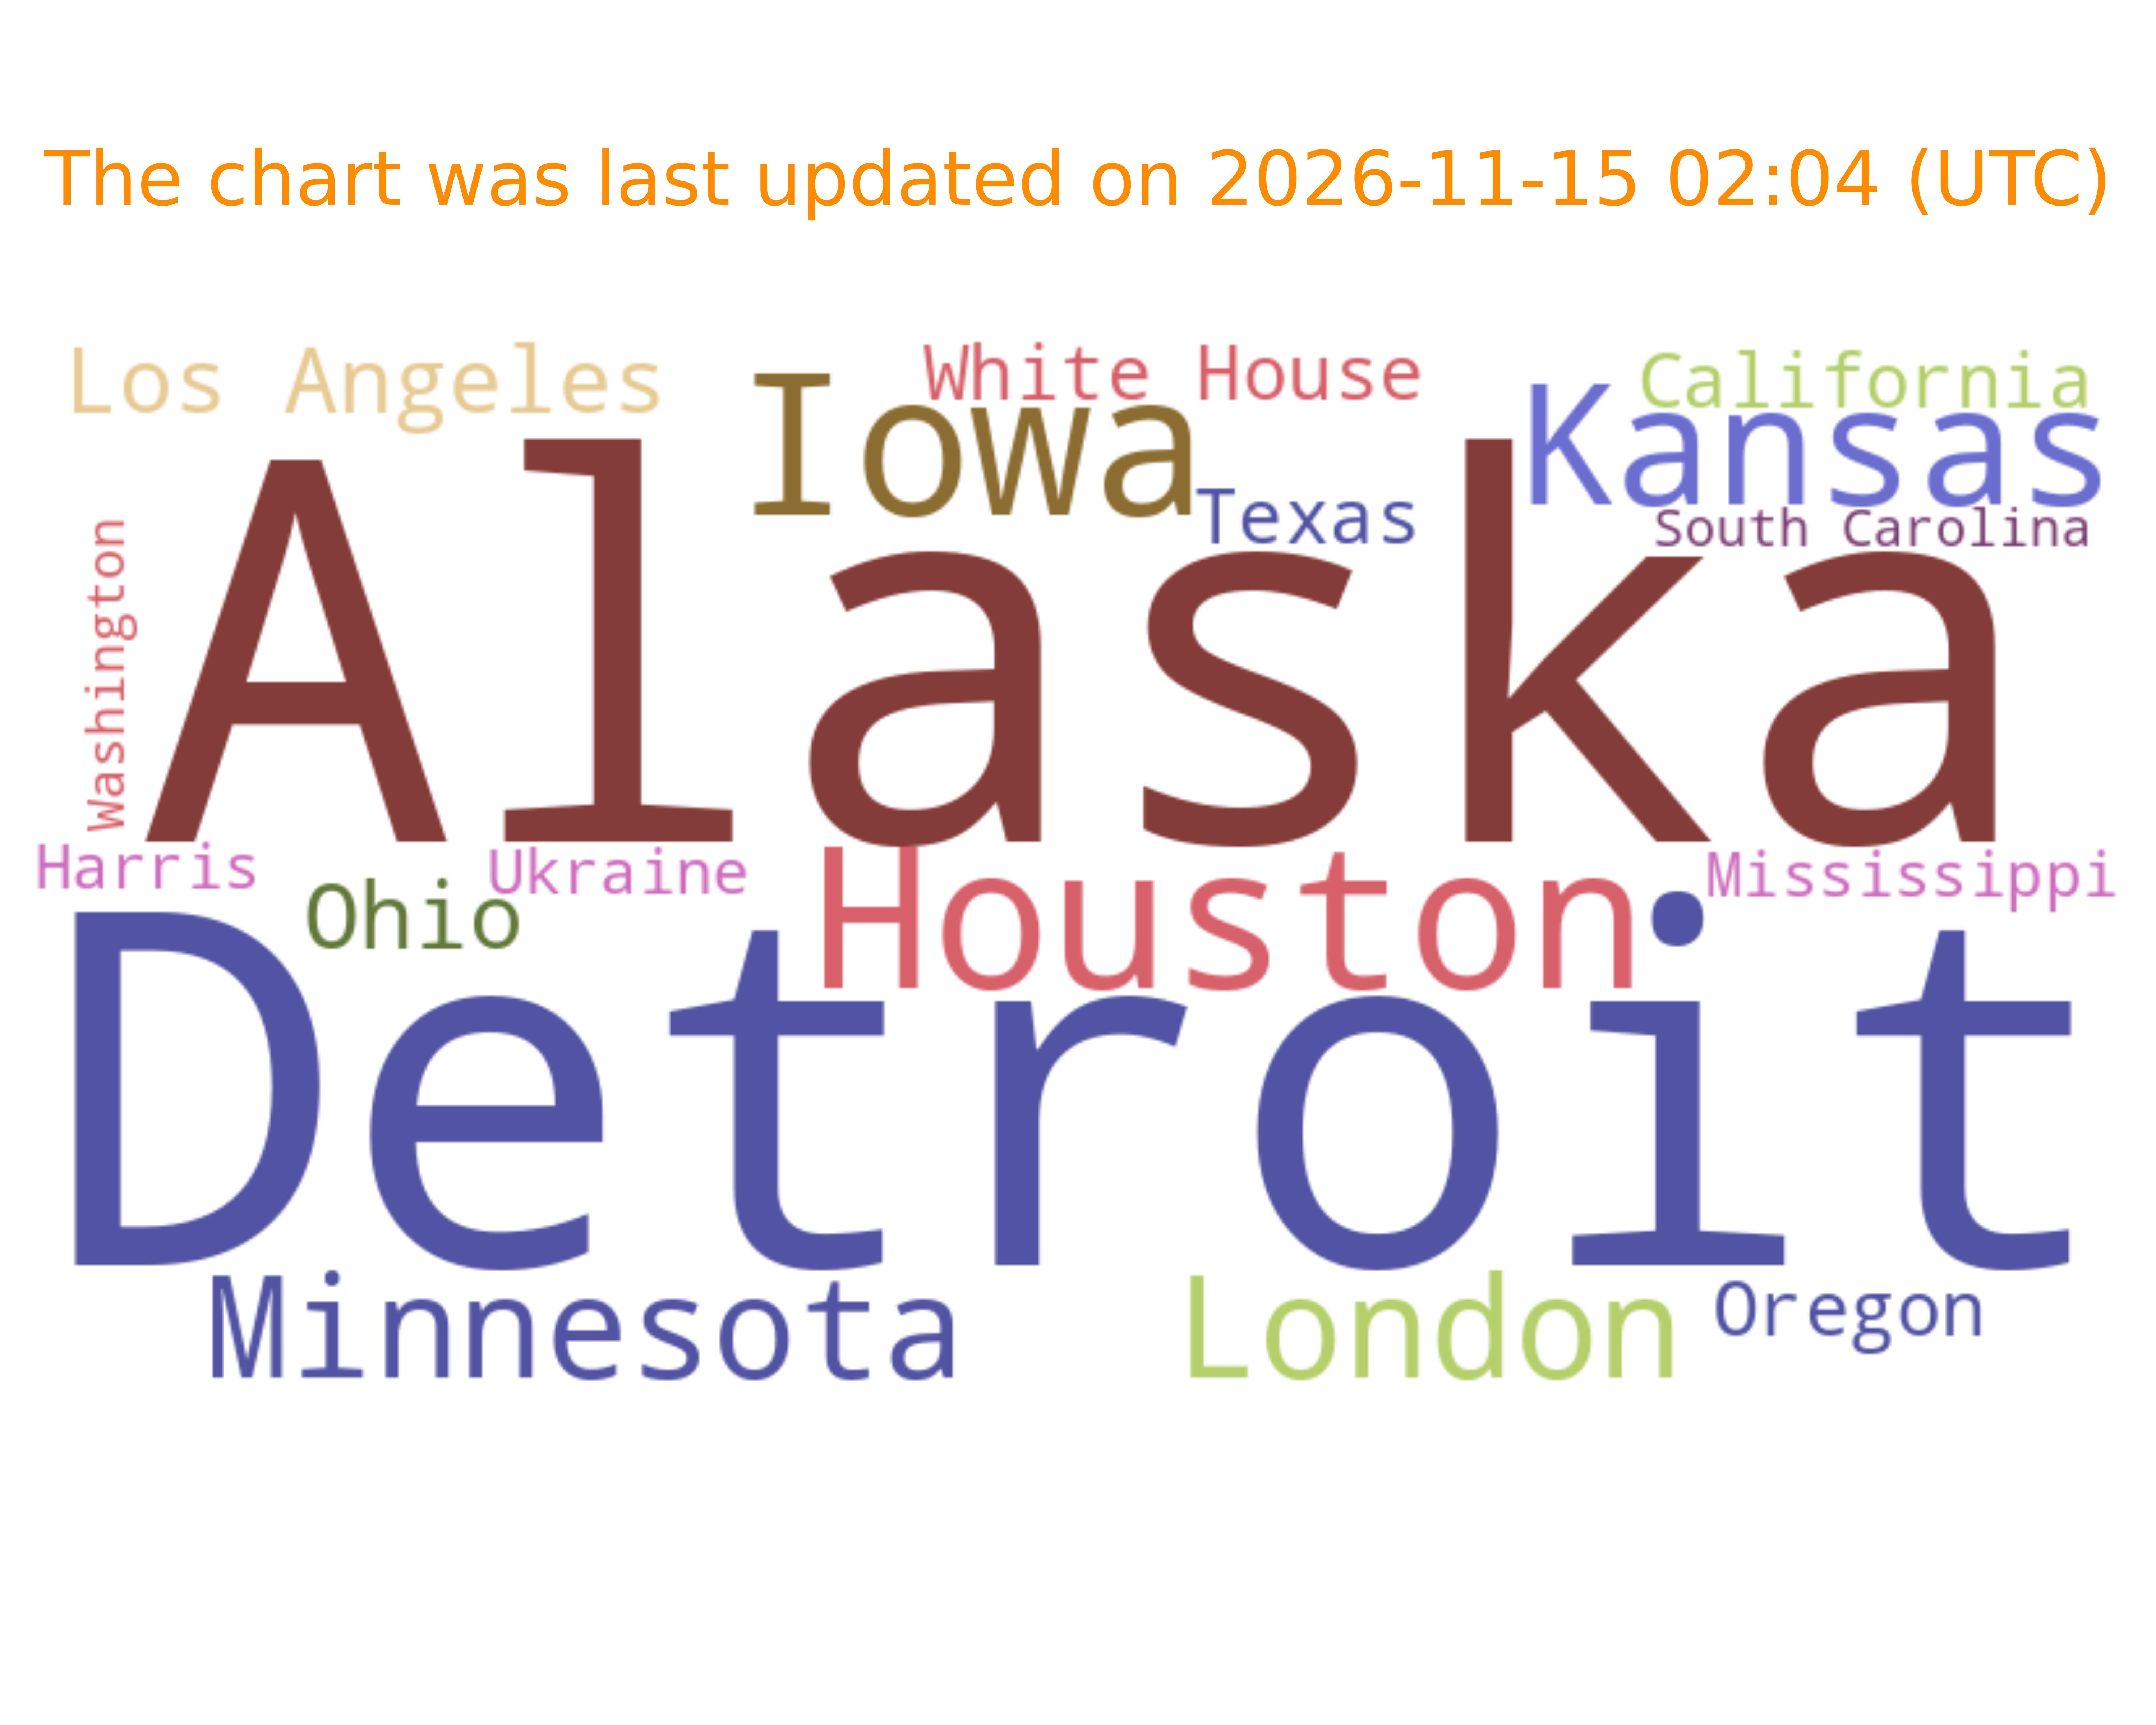 The chart was last updated on 2026-11-15 02:04 (UTC)
Los Angeles
White House
California
Iowa
Kansas
Texas
South Carolina
Washington
Alaska
Harris
Ukraine
Mississippi
Ohio
Houston
Detroit
Minnesota
London
Oregon